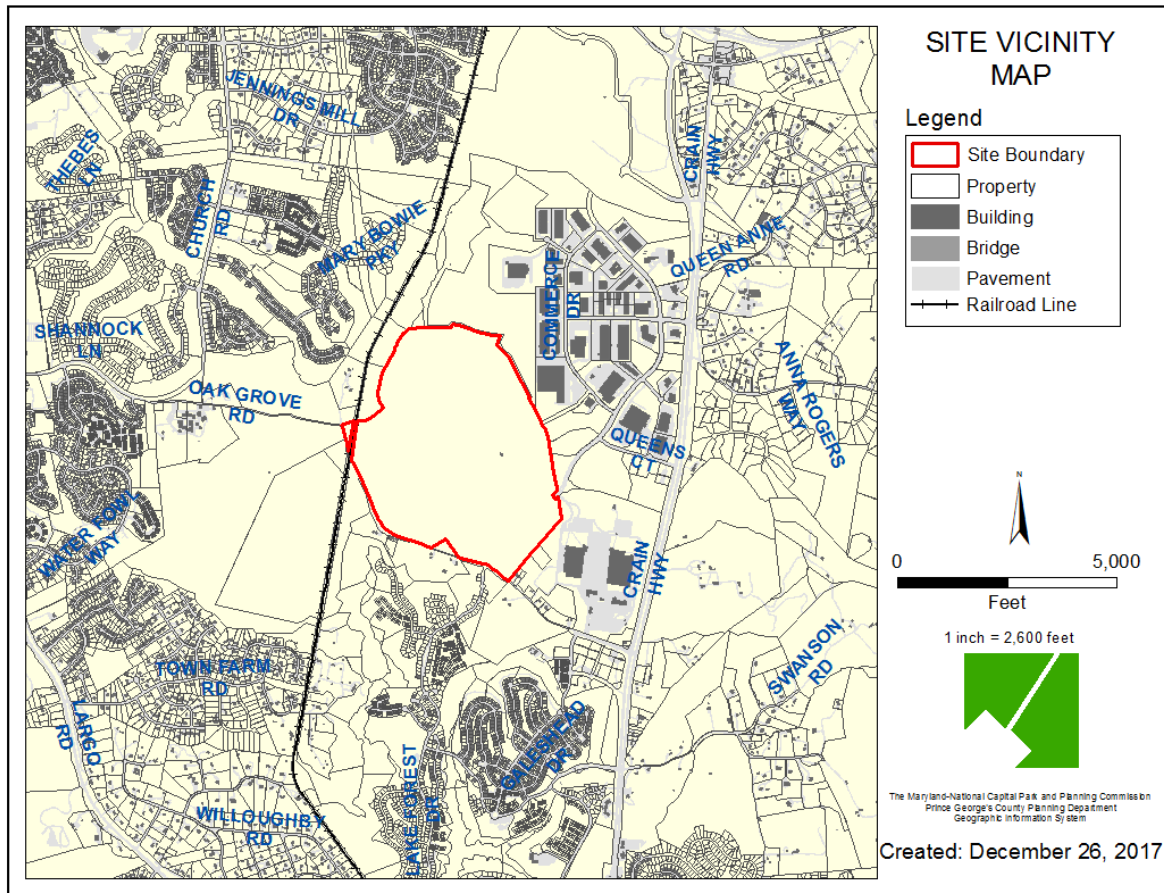 SITE VICINITY
MAP
Legend
Site Boundary
Property
Building
Bridge
Pavement
Railroad Line
JENNINGS MILL
DR
THEBES
LN
CHURCH
RD
MARY BOWIE
PKY
SHANNOCK
LN
OAK GROVE
RD
WATER FOWL
WAY
TOWN FARM
RD
LARGO
RD
WILLOUGHBY
RD
LAKE FOREST
DR
GALESHEAD
DR
CRAIN
HWY
QUEEN ANNE
RD
COMMERCE
DR
ANNA ROGERS
WAY
QUEENS
CT
CRAIN
HWY
SWANSON
RD
N
0 5,000
Feet
1 inch = 2,600 feet
The Maryland-National Capital Park and Planning Commission
Prince George's County Planning Department
Geographic Information System
Created: December 26, 2017